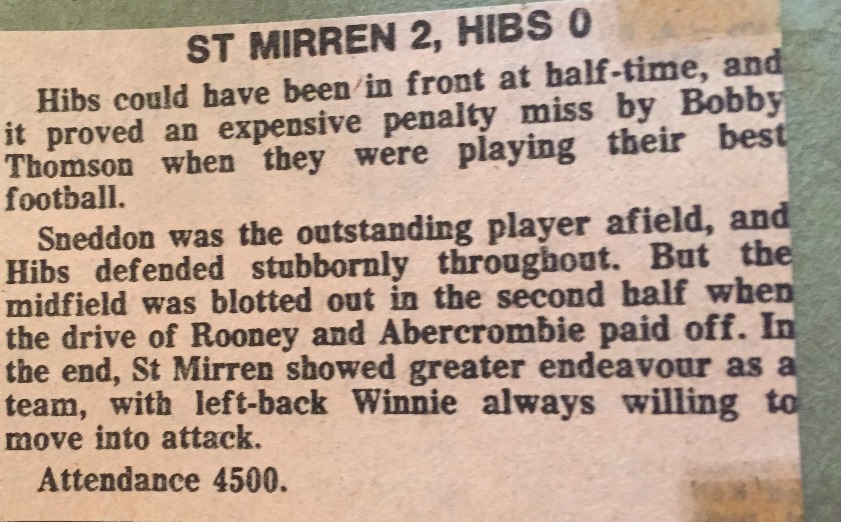 ST MIRREN 2, HIBS 0
Hibs could have been in front at half-time, and
it proved an expensive penalty miss by Bobby
Thomson when they were playing their best
football.
Sneddon was the outstanding player afield, and
Hibs defended stubbornly throughout. But the
midfield was blotted out in the second half when
the drive of Rooney and Abercrombie paid off. In
the end, St Mirren showed greater endeavour as a
team, with left-back Winnie always willing to
move into attack.
Attendance 4500.